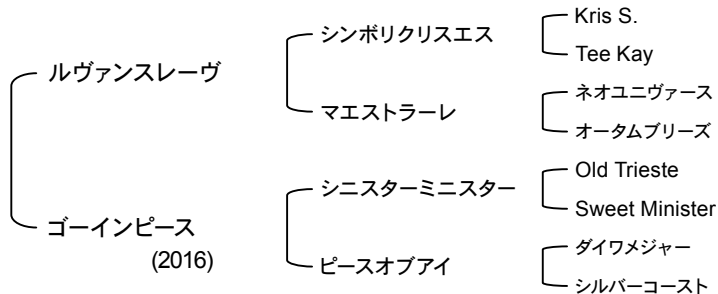 ルヴァンスレーヴ
シンボリクリスエス
Kris S.
Tee Kay
マエストラーレ
ネオユニヴァース
オータムブリーズ
ゴーインピース
(2016)
シニスターミニスター
Old Trieste
Sweet Minister
ピースオブアイ
ダイワメジャー
シルバーコースト